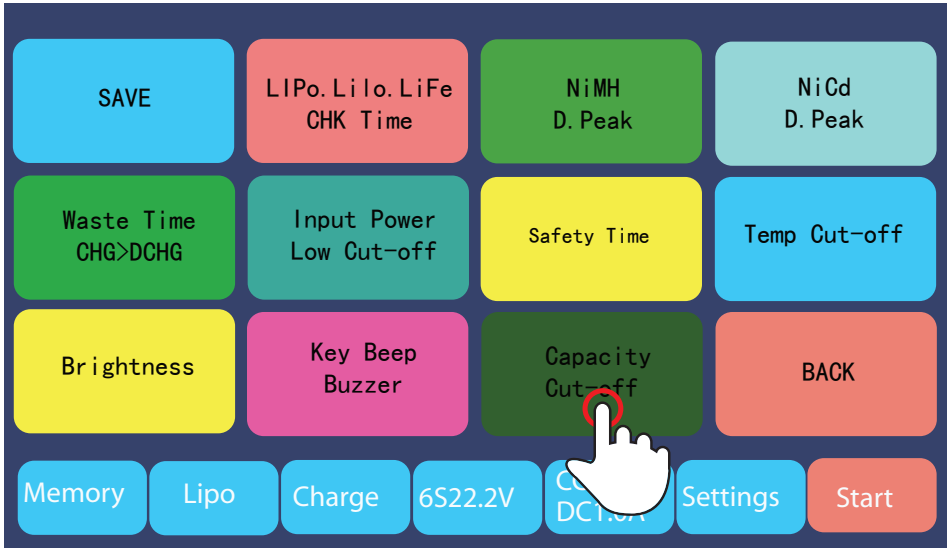 SAVE
LIPo.LiIo.LiFe
CHK Time
NiMH
D.Peak
NiCd
D.Peak
Waste Time
CHG>DCHG
Input Power
Low Cut-off
Safety Time
Temp Cut-off
Brightness
Key Beep
Buzzer
Capacity
Cut-off
BACK
Memory
Lipo
Charge
6S22.2V
Settings
Start